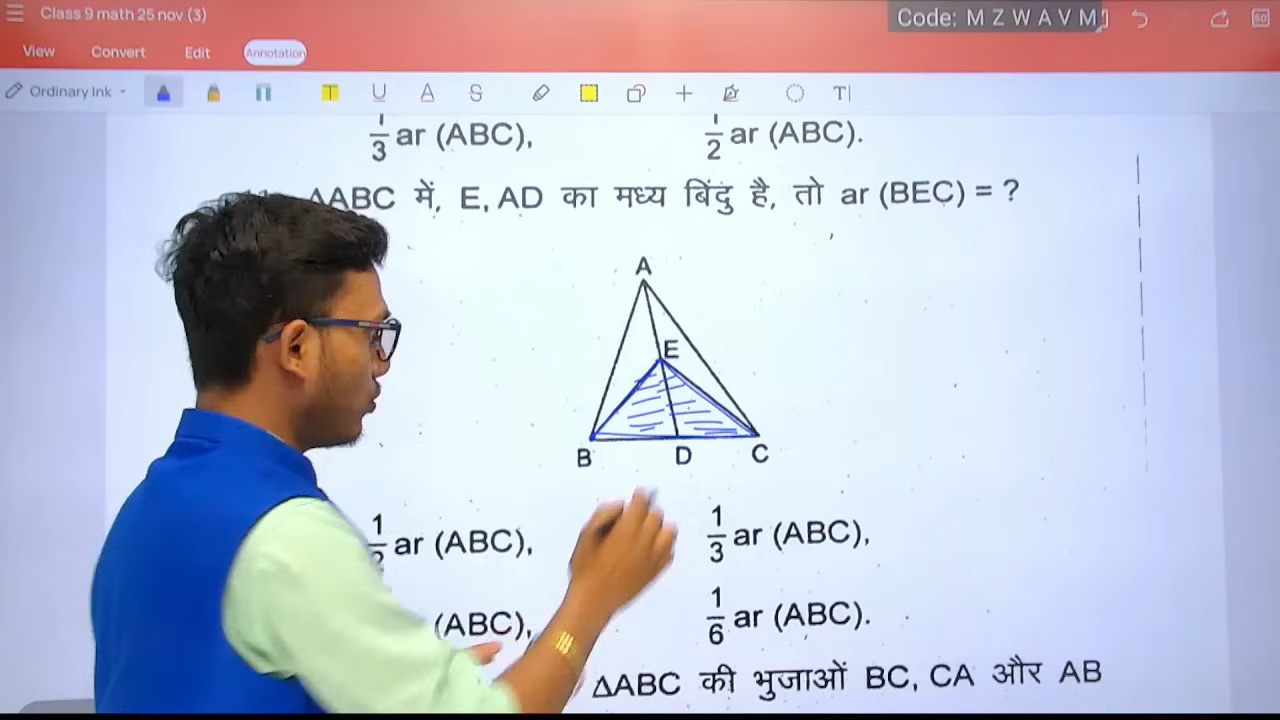 Class 9 math 25 nov (3)
Code: M Z W A V M
View Convert Edit Annotation
Ordinary Ink T U A S T
1/3 ar (ABC), 1/2 ar (ABC).
ΔABC में, E, AD का मध्य बिंदु है, तो ar (BEC) = ?
A
E
B D C
ar (ABC), 1/3 ar (ABC),
(ABC), 1/6 ar (ABC).
ΔABC की भुजाओं BC, CA और AB